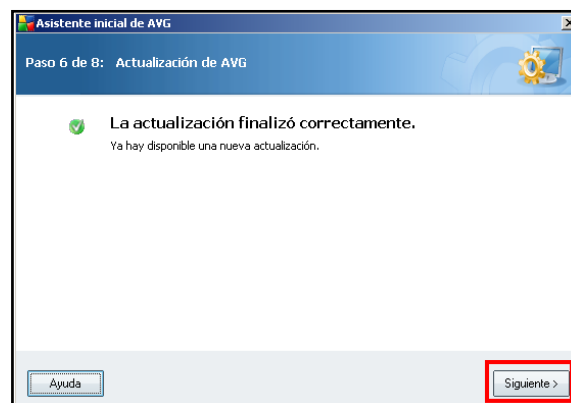 Asistente inicial de AVG
Paso 6 de 8: Actualización de AVG
La actualización finalizó correctamente.
Ya hay disponible una nueva actualización.
Ayuda
Siguiente >